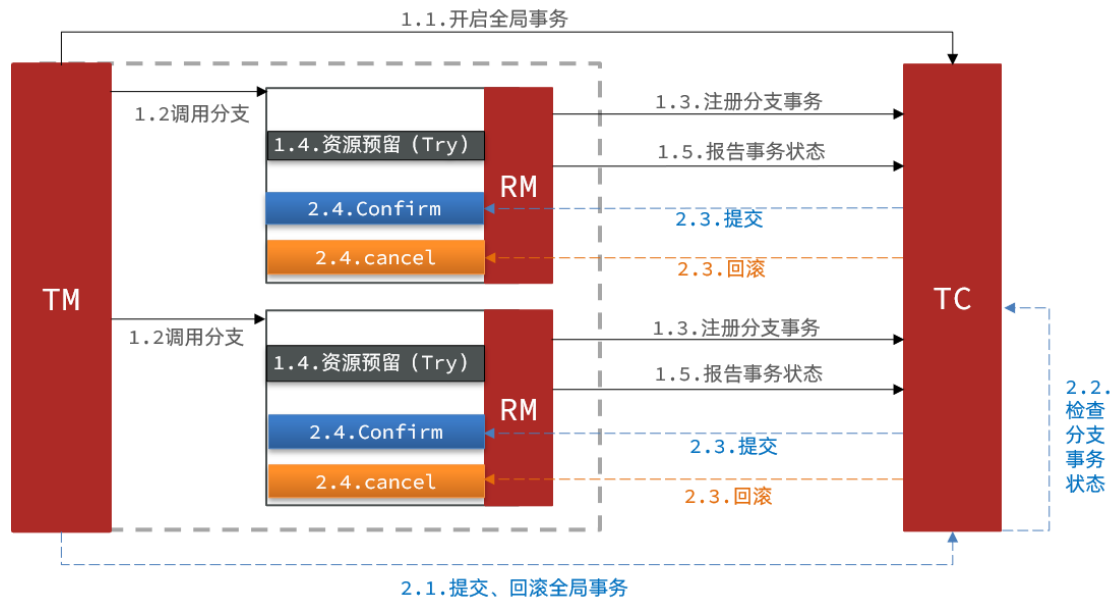 1.1.开启全局事务
1.2调用分支
1.3.注册分支事务
1.4.资源预留（Try）
1.5.报告事务状态
RM
2.4.Confirm
2.3.提交
2.4.cancel
2.3.回滚
TM
TC
1.2调用分支
1.3.注册分支事务
1.4.资源预留（Try）
1.5.报告事务状态
RM
2.4.Confirm
2.3.提交
2.4.cancel
2.3.回滚
2.2.
检查
分支
事务
状态
2.1.提交、回滚全局事务